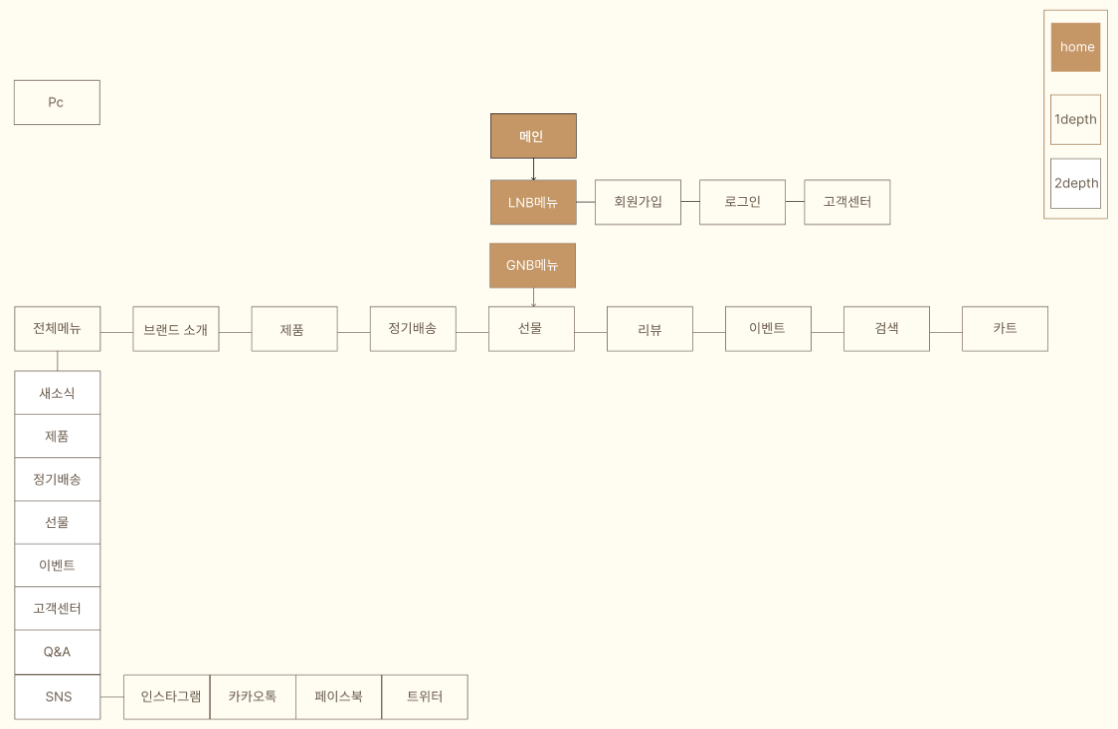 home
Pc
1depth
메인
2depth
LNB메뉴
회원가입
로그인
고객센터
GNB메뉴
전체메뉴
브랜드 소개
제품
정기배송
선물
리뷰
이벤트
검색
카트
새소식
제품
정기배송
선물
이벤트
고객센터
Q&A
SNS
인스타그램
카카오톡
페이스북
트위터